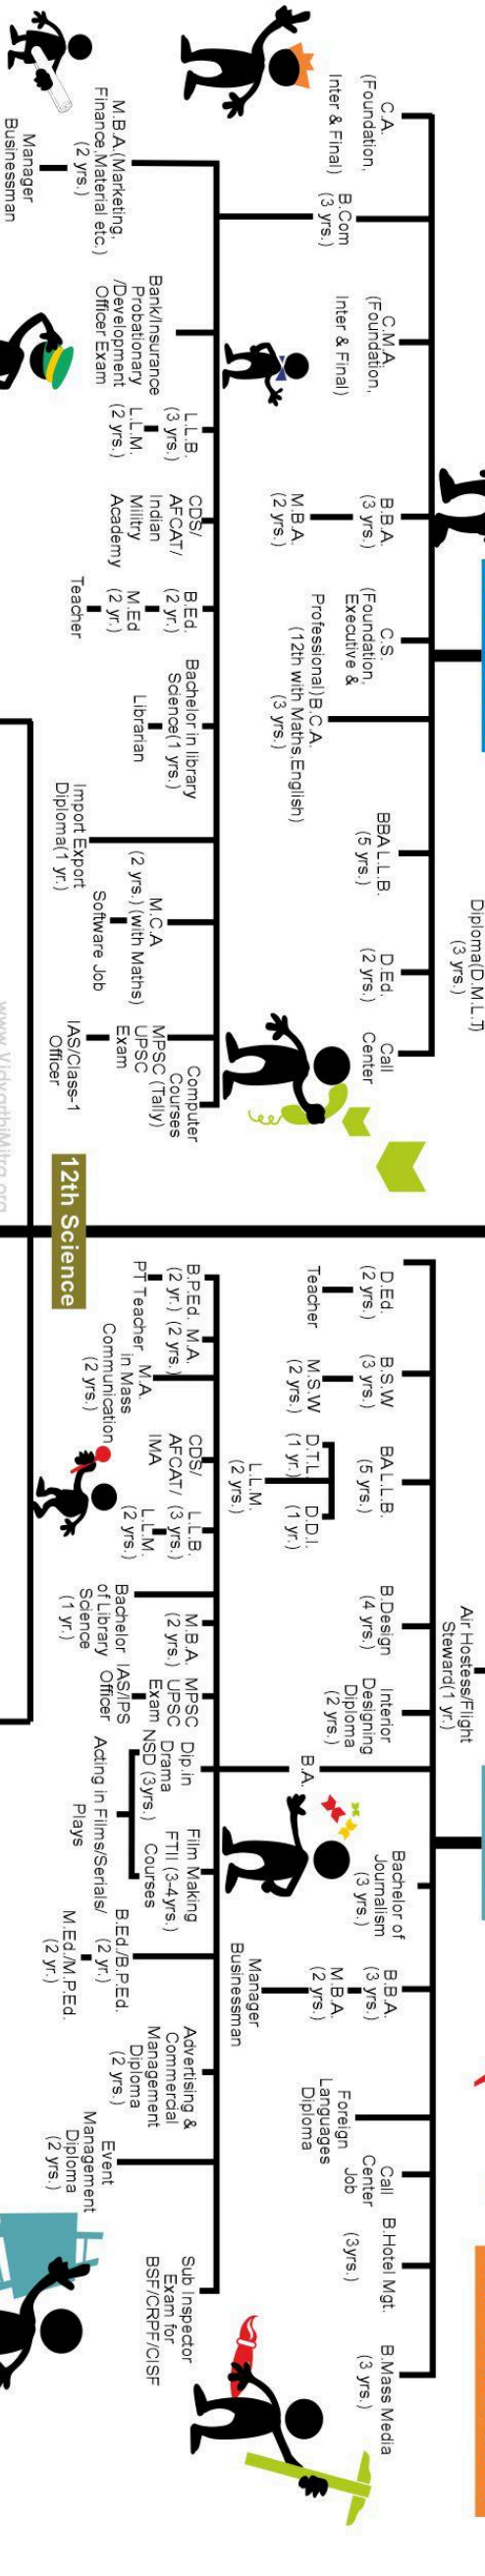 Diploma(D.M.L.T)
(3 yrs.)
C.A.
(Foundation,
Inter & Final)
B.Com
(3 yrs.)
C.M.A.
(Foundation,
Inter & Final)
B.B.A.
(3 yrs.)
M.B.A.
(2 yrs.)
C.S.
(Foundation,
Executive &
Professional)
B.C.A.
(12th with Maths,English)
(3 yrs.)
BBA L.L.B.
(5 yrs.)
D.Ed.
(2 yrs.)
Call
Center
M.B.A.(Marketing,
Finance,Material etc.)
(2 yrs.)
Manager
Businessman
Bank/Insurance
Probationary
/Development
Officer Exam
L.L.B.
(3 yrs.)
L.L.M.
(2 yrs.)
CDS/
AFCAT/
Indian
Militry
Academy
B.Ed.
(2 yr.)
M.Ed
(2 yr.)
Teacher
Bachelor in library
Science(1 yrs.)
Librarian
Import Export
Diploma(1 yr.)
M.C.A
(2 yrs.) (with Maths)
Software Job
MPSC
UPSC
Exam
IAS/Class-1
Officer
Computer
Courses
(Tally)
12th Science
www.VidyarthiMitra.org
Air Hostess/Flight
Steward(1 yr.)
D.Ed.
(2 yrs.)
Teacher
B.S.W
(3 yrs.)
M.S.W
(2 yrs.)
BA L.L.B.
(5 yrs.)
D.T.L.
(1 yr.)
D.D.I.
(1 yr.)
L.L.M.
(2 yrs.)
B.Design
(4 yrs.)
Interior
Designing
Diploma
(2 yrs.)
B.A.
Bachelor of
Journalism
(3 yrs.)
B.B.A.
(3 yrs.)
M.B.A.
(2 yrs.)
Manager
Businessman
Foreign
Languages
Diploma
Call
Center
Job
B.Hotel Mgt.
(3yrs.)
B.Mass Media
(3 yrs.)
B.P.Ed.
(2 yr.)
PT Teacher
M.A.
(2 yrs.)
M.A.
in Mass
Communication
(2 yrs.)
CDS/
AFCAT/
IMA
L.L.B.
(3 yrs.)
L.L.M.
(2 yrs.)
Bachelor
of Library
Science
(1 yr.)
M.B.A.
(2 yrs.)
MPSC
UPSC
Exam
IAS/IPS
Officer
Dip.in
Drama
NSD (3yrs.)
Film Making
FTII (3-4yrs.)
Courses
Acting in Films/Serials/
Plays
B.Ed./B.P.Ed.
(2 yr.)
M.Ed./M.P.Ed.
(2 yr.)
Advertising &
Commercial
Management
Diploma
(2 yrs.)
Event
Management
Diploma
(2 yrs.)
Sub Inspector
Exam for
BSF/CRPF/CISF